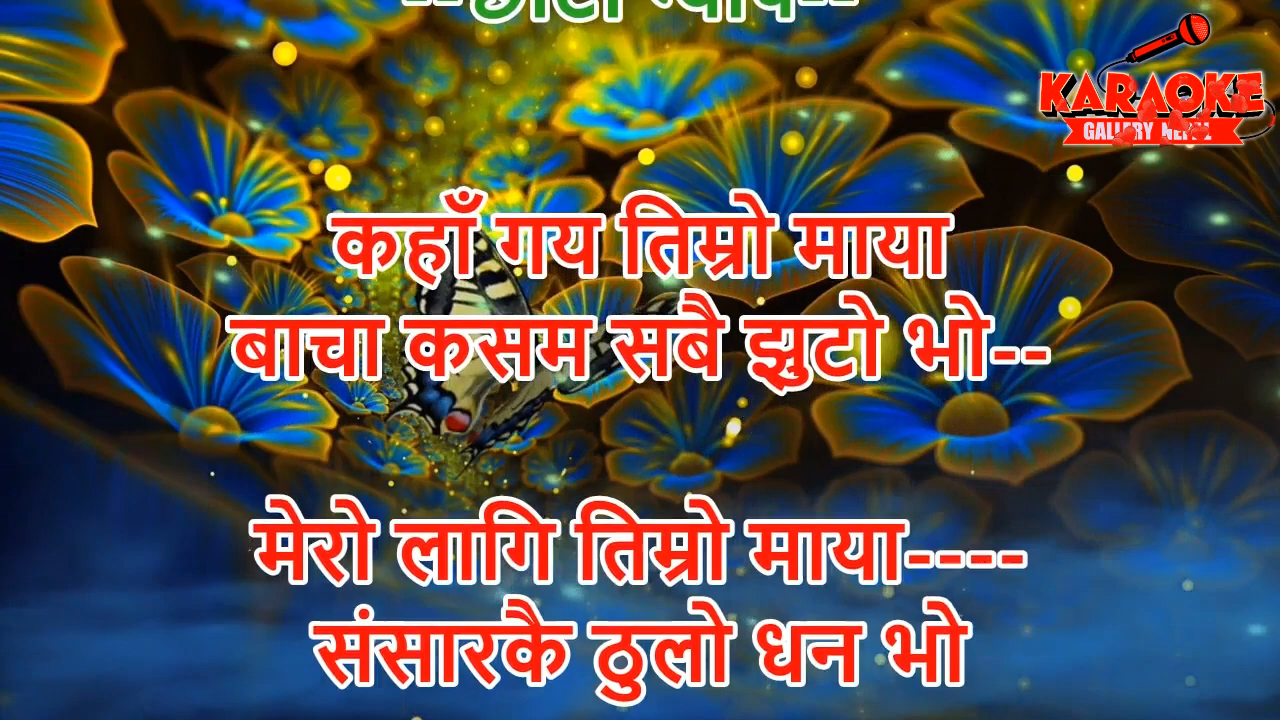 KARAOKE
GALLERY NEPAL
कहाँ गय तिम्रो माया
बाचा कसम सबै झुटो भो--
मेरो लागि तिम्रो माया----
संसारकै ठुलो धन भो